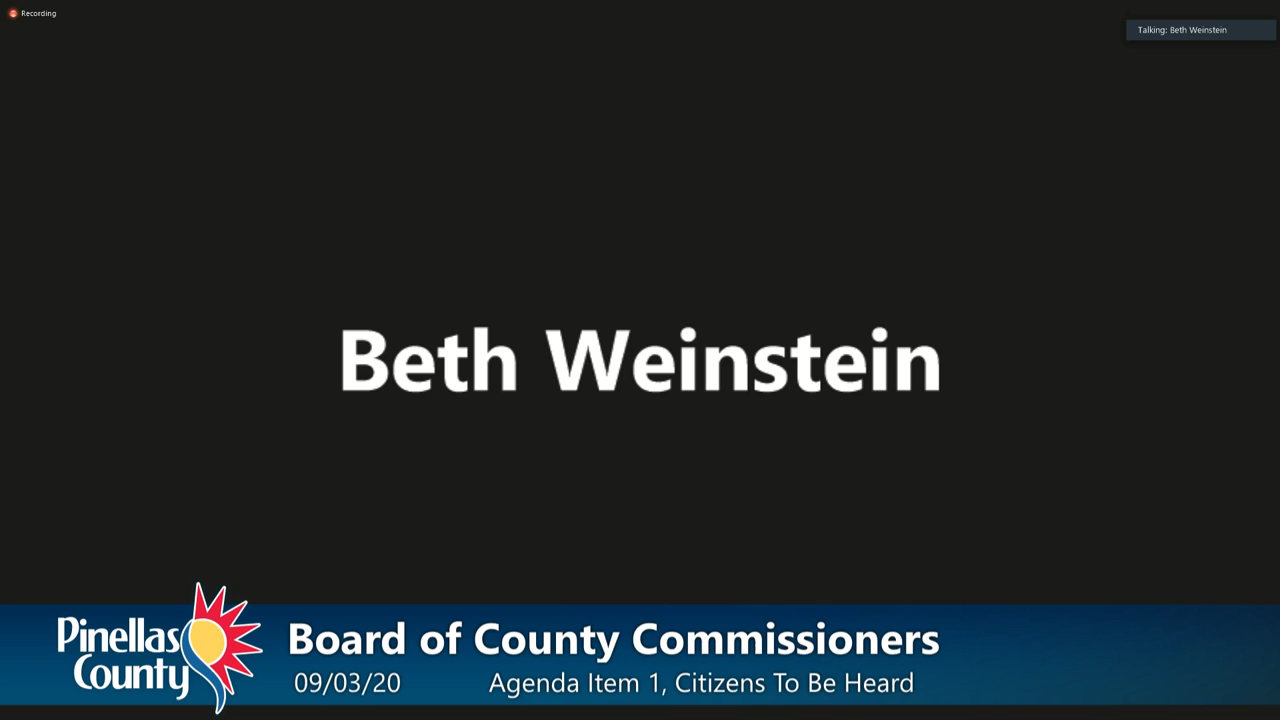 Recording
Talking: Beth Weinstein
Beth Weinstein
Pinellas
County
Board of County Commissioners
09/03/20 Agenda Item 1, Citizens To Be Heard